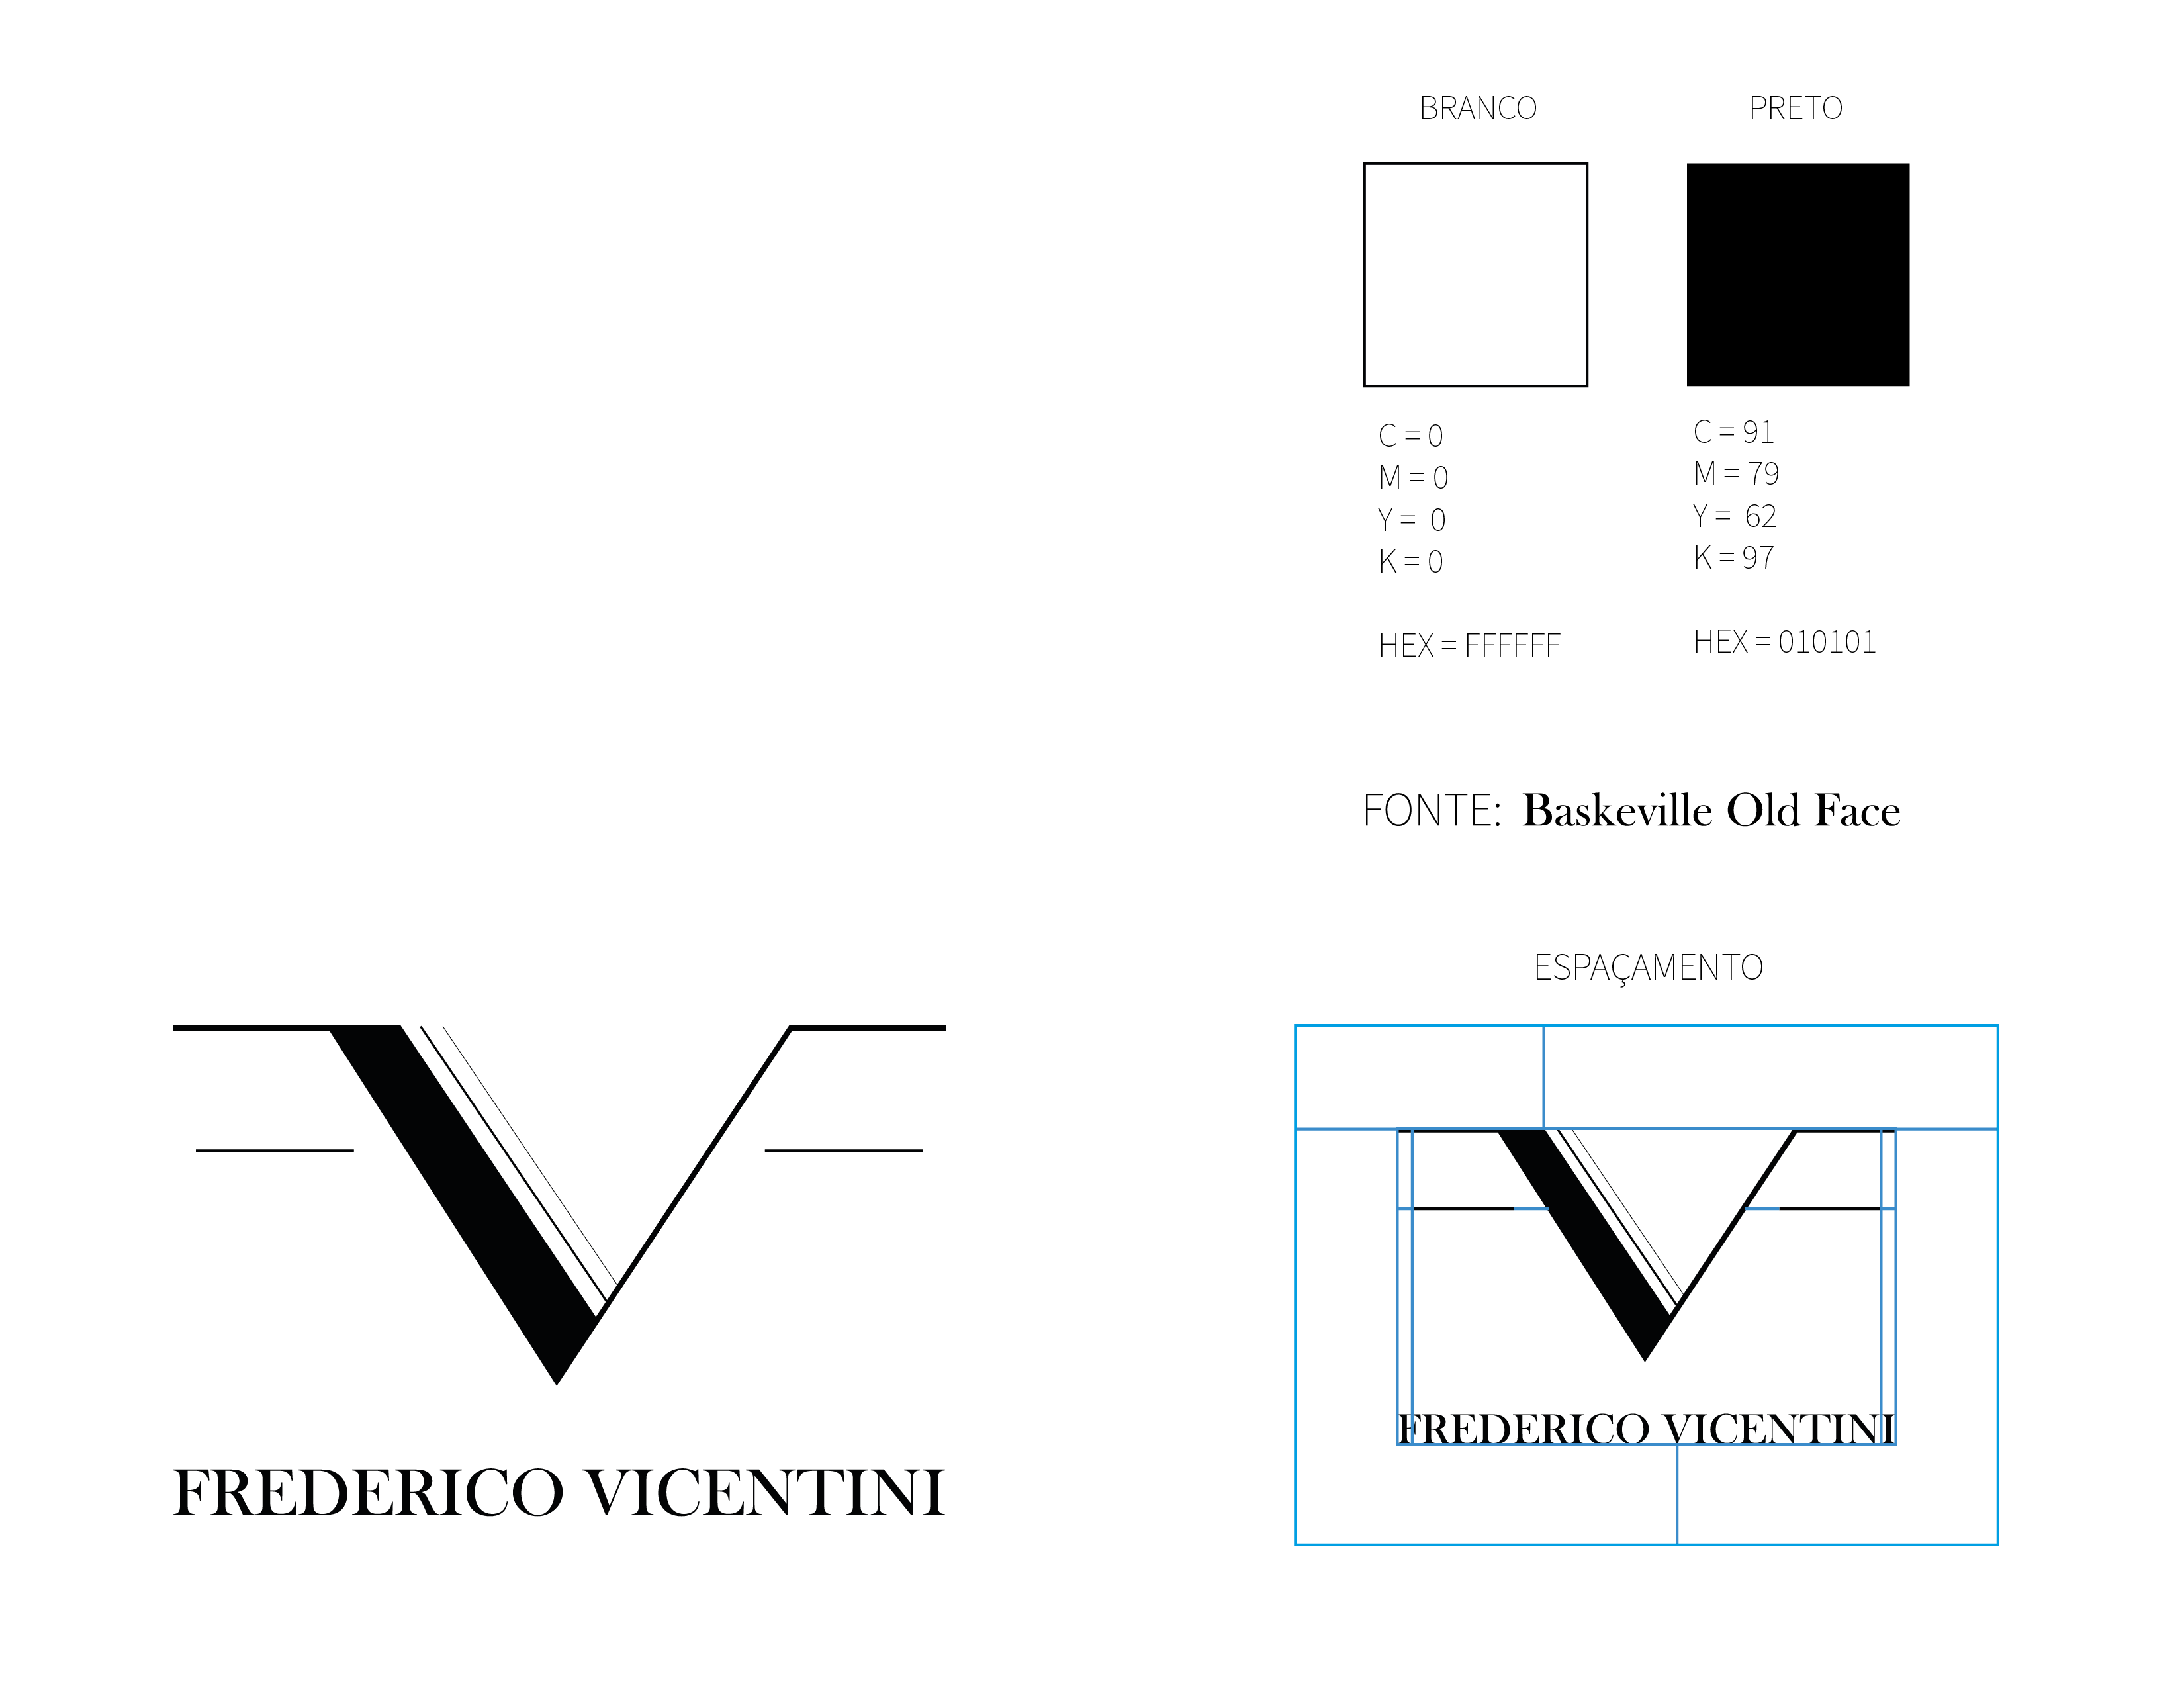 BRANCO PRETO
C = 0 C = 91
M = 0 M = 79
Y = 0 Y = 62
K = 0 K = 97
HEX = FFFFFF HEX = 010101
FONTE: Baskeville Old Face
ESPAÇAMENTO
FREDERICO VICENTINI
FREDERICO VICENTINI